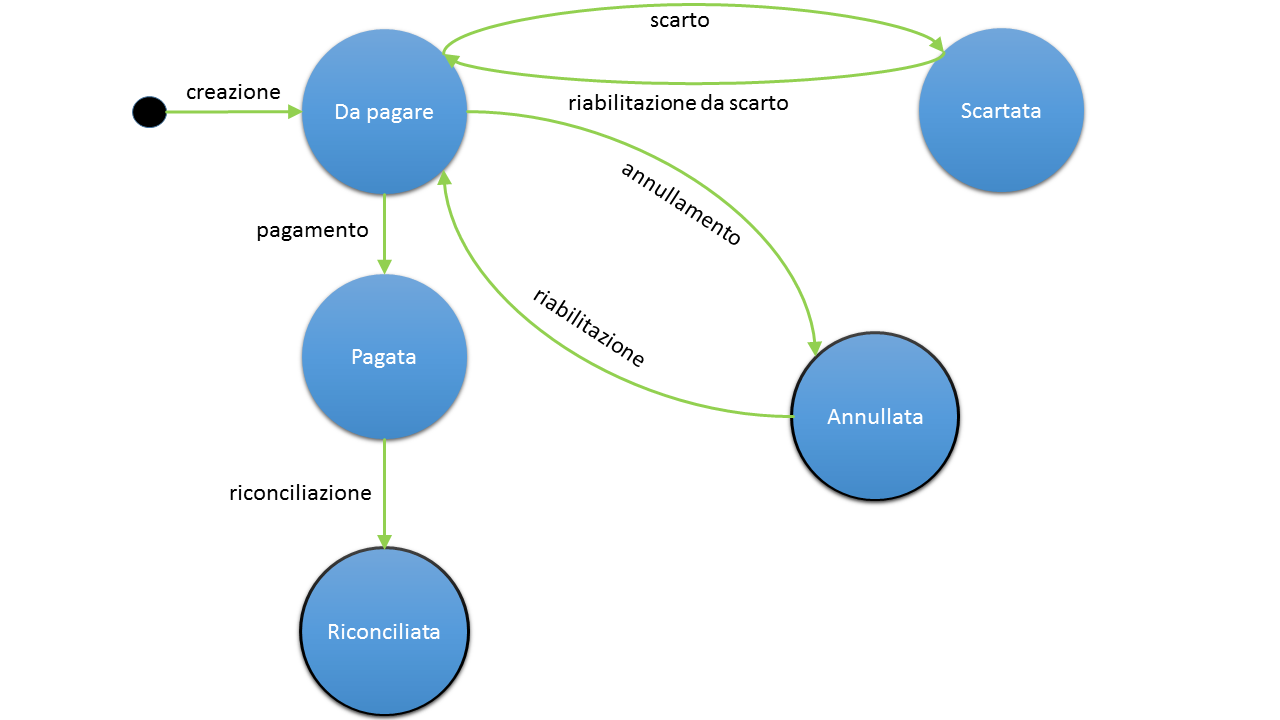 scarto
creazione
Da pagare
riabilitazione da scarto
Scartata
annullamento
pagamento
riabilitazione
Pagata
Annullata
riconciliazione
Riconciliata